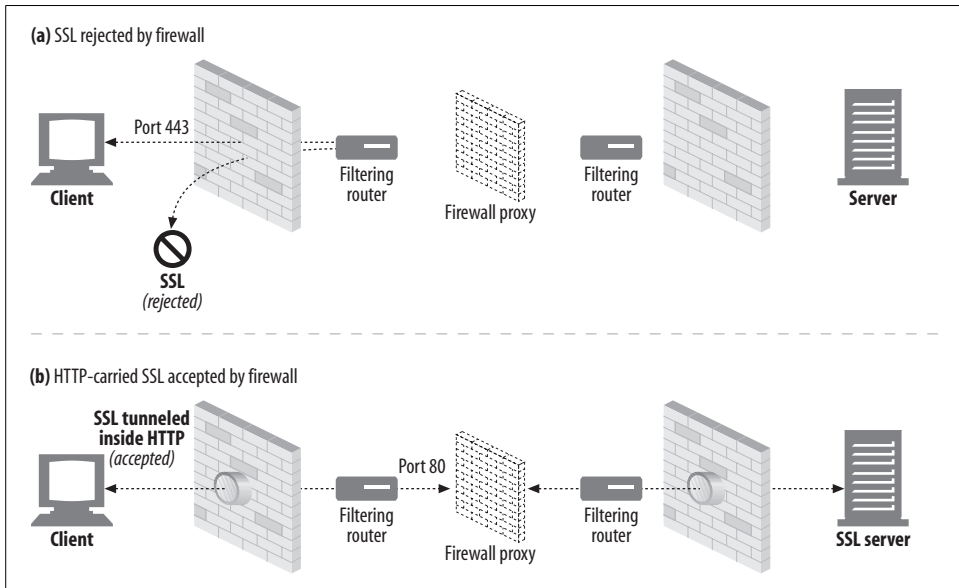 (a) SSL rejected by firewall
Port 443
Client
Filtering
router
Firewall proxy
Filtering
router
Server
SSL
(rejected)
(b) HTTP-carried SSL accepted by firewall
SSL tunneled
inside HTTP
(accepted)
Port 80
Client
Filtering
router
Firewall proxy
Filtering
router
SSL server